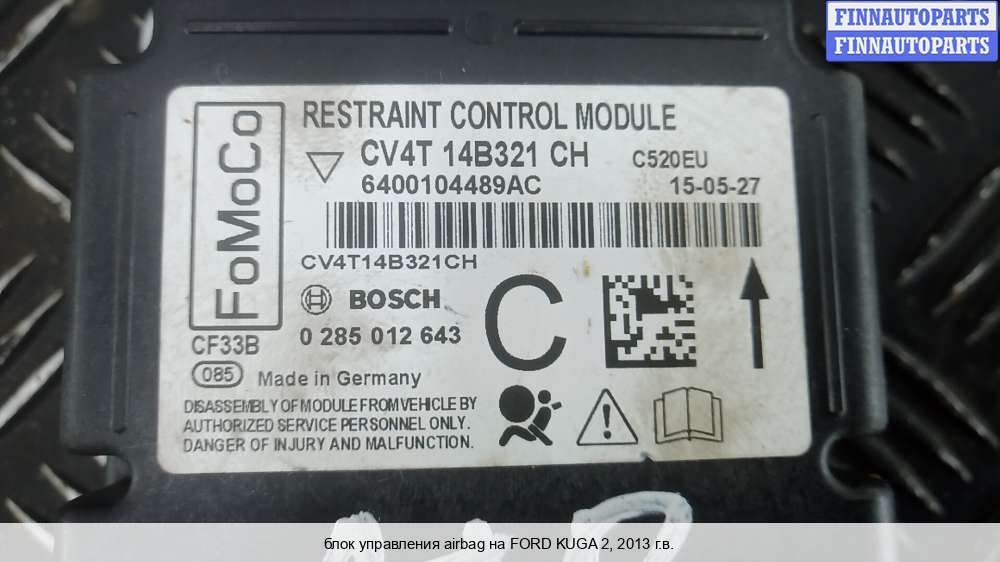 FINNAUTOPARTS
FINNAUTOPARTS
FoMoCo
RESTRAINT CONTROL MODULE
CV4T 14B321 CH C520EU
6400104489AC 15-05-27
CV4T14B321CH
BOSCH
C
CF33B
0 285 012 643
085 Made in Germany
DISASSEMBLY OF MODULE FROM VEHICLE BY
AUTHORIZED SERVICE PERSONNEL ONLY.
DANGER OF INJURY AND MALFUNCTION.
блок управления airbag на FORD KUGA 2, 2013 г.в.